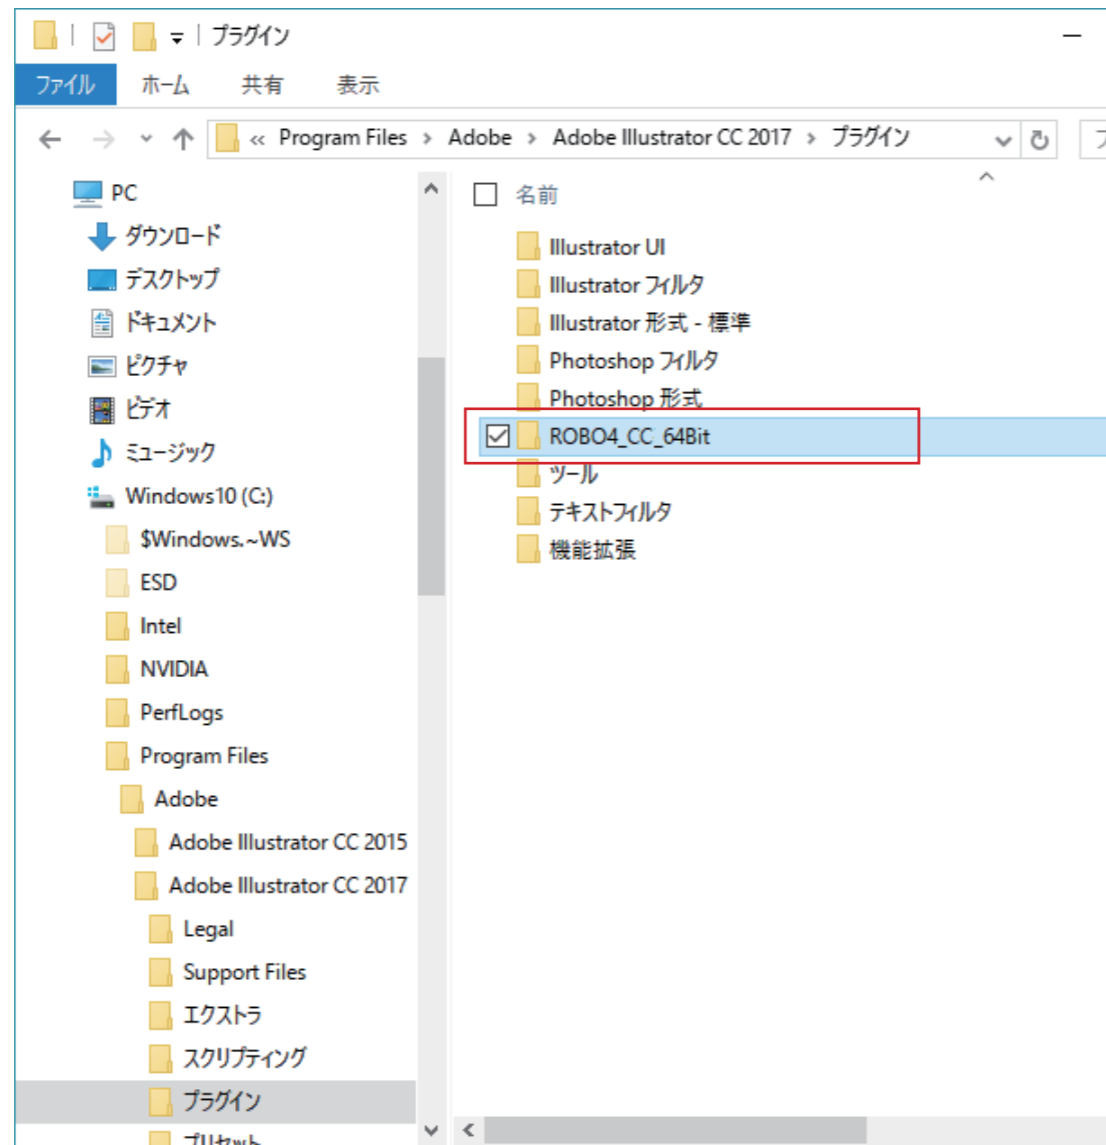 プラグイン
ファイル ホーム 共有 表示
« Program Files › Adobe › Adobe Illustrator CC 2017 › プラグイン
PC
ダウンロード
デスクトップ
ドキュメント
ピクチャ
ビデオ
ミュージック
Windows10 (C:)
$Windows.~WS
ESD
Intel
NVIDIA
PerfLogs
Program Files
Adobe
Adobe Illustrator CC 2015
Adobe Illustrator CC 2017
Legal
Support Files
エクストラ
スクリプティング
プラグイン
プリセット
名前
Illustrator UI
Illustrator フィルタ
Illustrator 形式 - 標準
Photoshop フィルタ
Photoshop 形式
ROBO4_CC_64Bit
ツール
テキストフィルタ
機能拡張